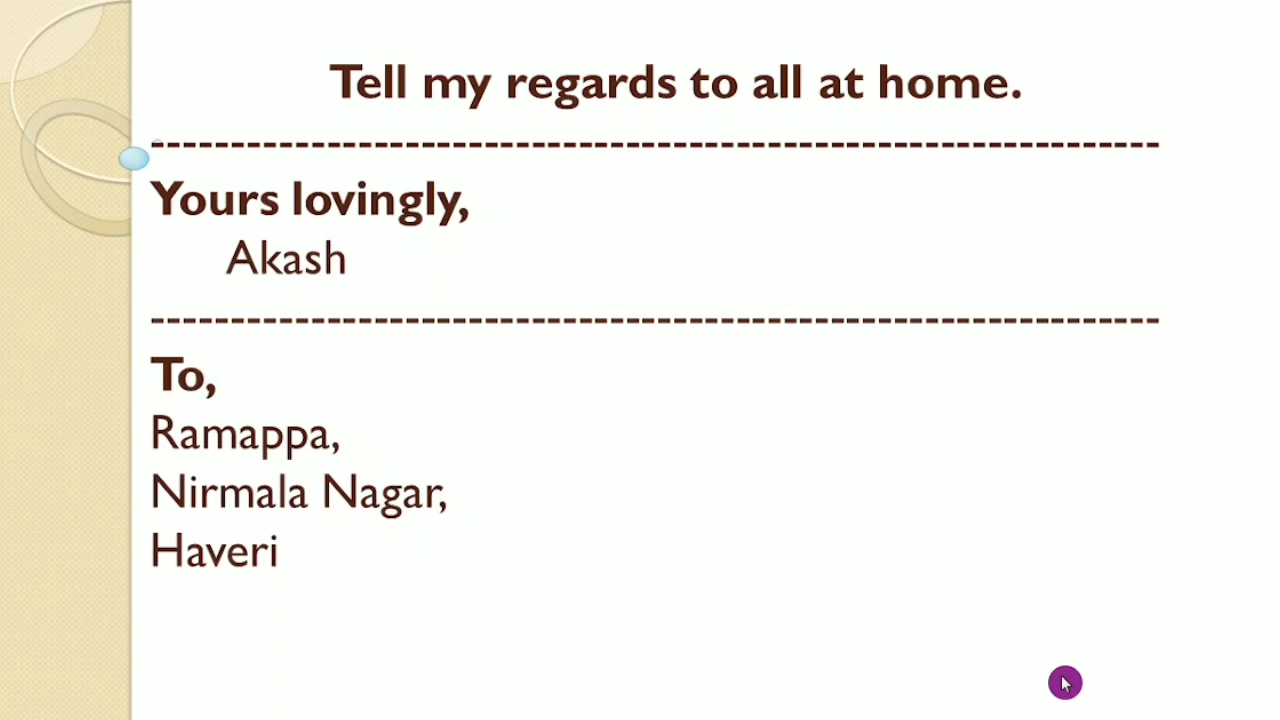 Tell my regards to all at home.
---------------------------------------------------------------
Yours lovingly,
Akash
---------------------------------------------------------------
To,
Ramappa,
Nirmala Nagar,
Haveri